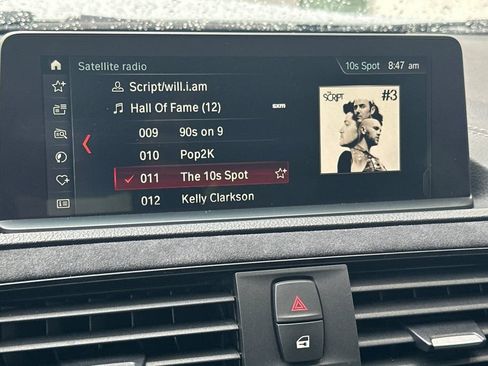 Satellite radio
10s Spot 8:47 am
Script/will.i.am
Hall Of Fame (12)
sxm
009 90s on 9
010 Pop2K
011 The 10s Spot
012 Kelly Clarkson
SCRIPT #3